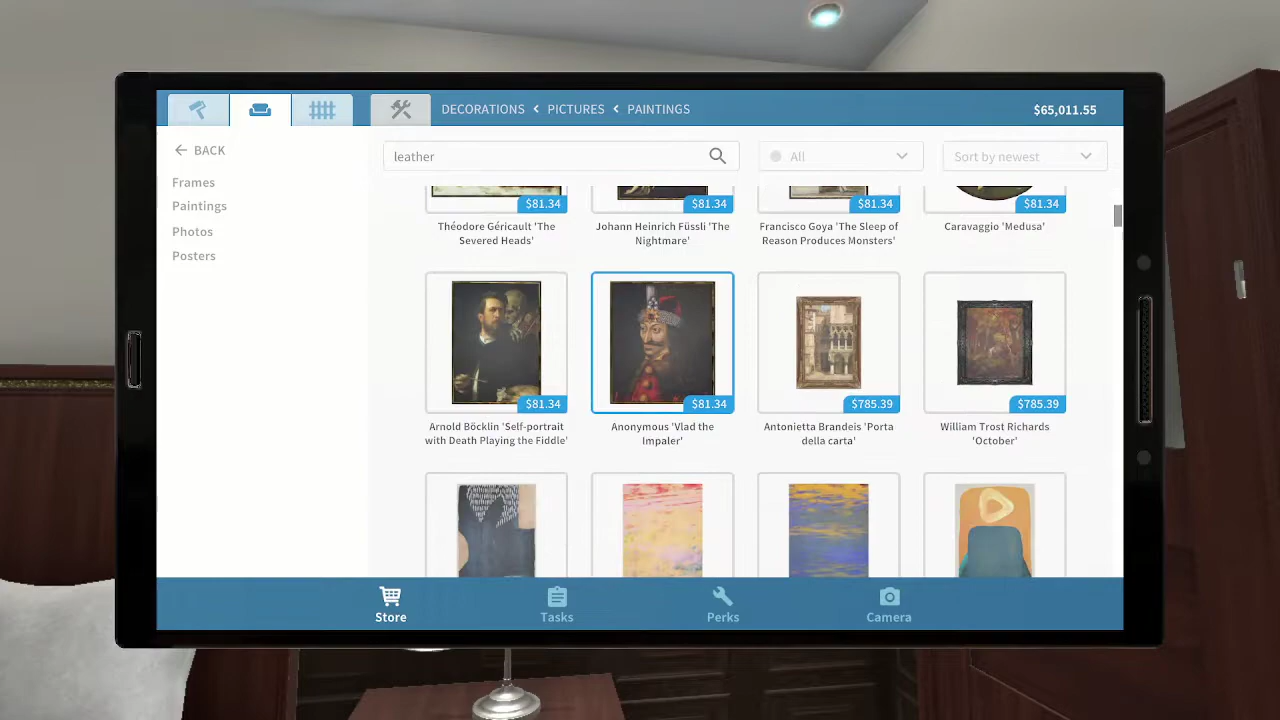 DECORATIONS < PICTURES < PAINTINGS
$65,011.55
BACK
Frames
Paintings
Photos
Posters
leather
All
Sort by newest
$81.34
$81.34
$81.34
$81.34
Théodore Géricault 'The
Severed Heads'
Johann Heinrich Füssli 'The
Nightmare'
Francisco Goya 'The Sleep of
Reason Produces Monsters'
Caravaggio 'Medusa'
$81.34
$81.34
$785.39
$785.39
Arnold Böcklin 'Self-portrait
with Death Playing the Fiddle'
Anonymous 'Vlad the
Impaler'
Antonietta Brandeis 'Porta
della carta'
William Trost Richards
'October'
Store
Tasks
Perks
Camera